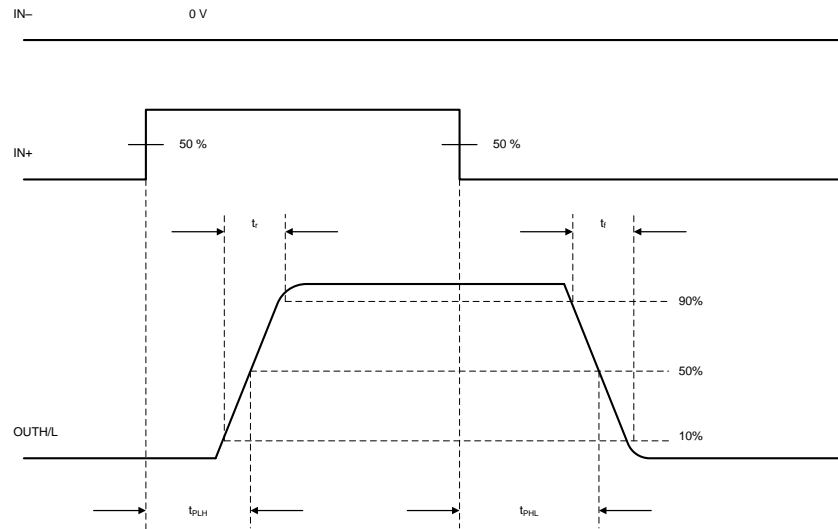 IN– 0 V
IN+ 50 % 50 %
tr tf
90%
50%
10%
OUTH/L
tPLH tPHL